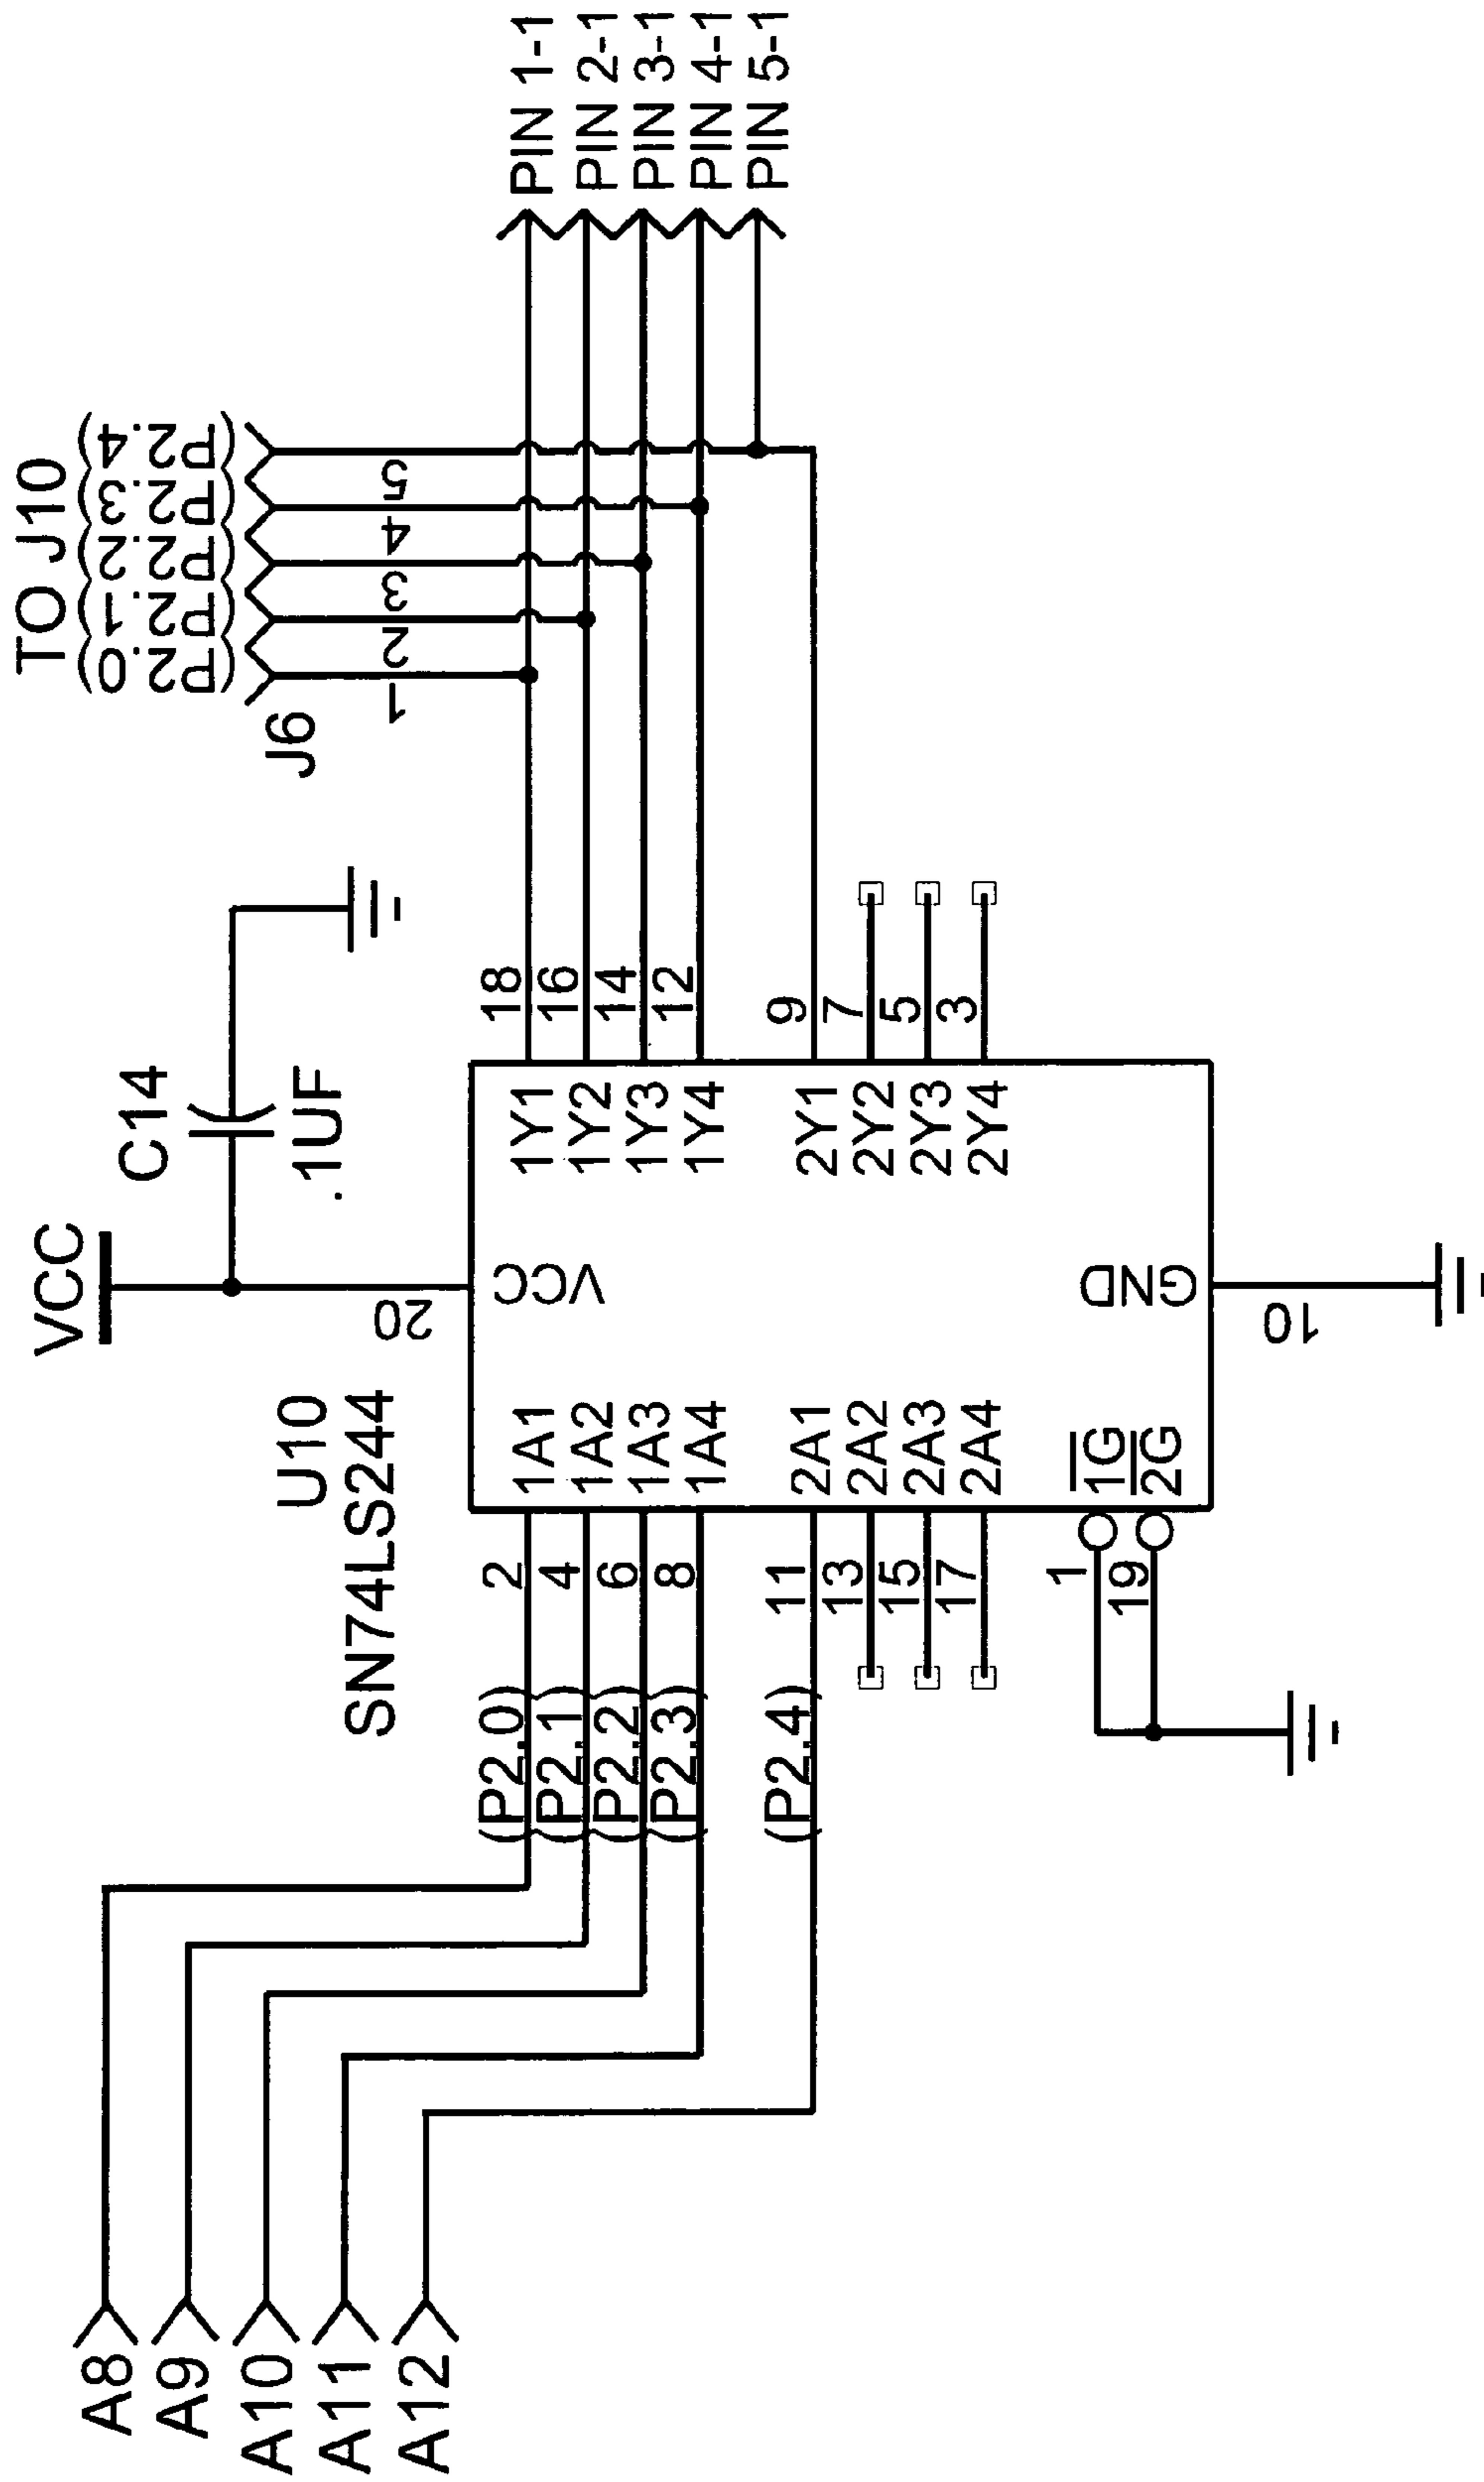 VCC
C14
.1UF
U10
SN74LS244
TO J10
(P2.0)
(P2.1)
(P2.2)
(P2.3)
(P2.4)
J6
1
2
3
4
5
A8
A9
A10
A11
A12
(P2.0)
(P2.1)
(P2.2)
(P2.3)
(P2.4)
2
4
6
8
11
13
15
17
1
19
1A1
1A2
1A3
1A4
2A1
2A2
2A3
2A4
1G
2G
20
VCC
GND
10
1Y1
1Y2
1Y3
1Y4
2Y1
2Y2
2Y3
2Y4
18
16
14
12
9
7
5
3
PIN 1-1
PIN 2-1
PIN 3-1
PIN 4-1
PIN 5-1